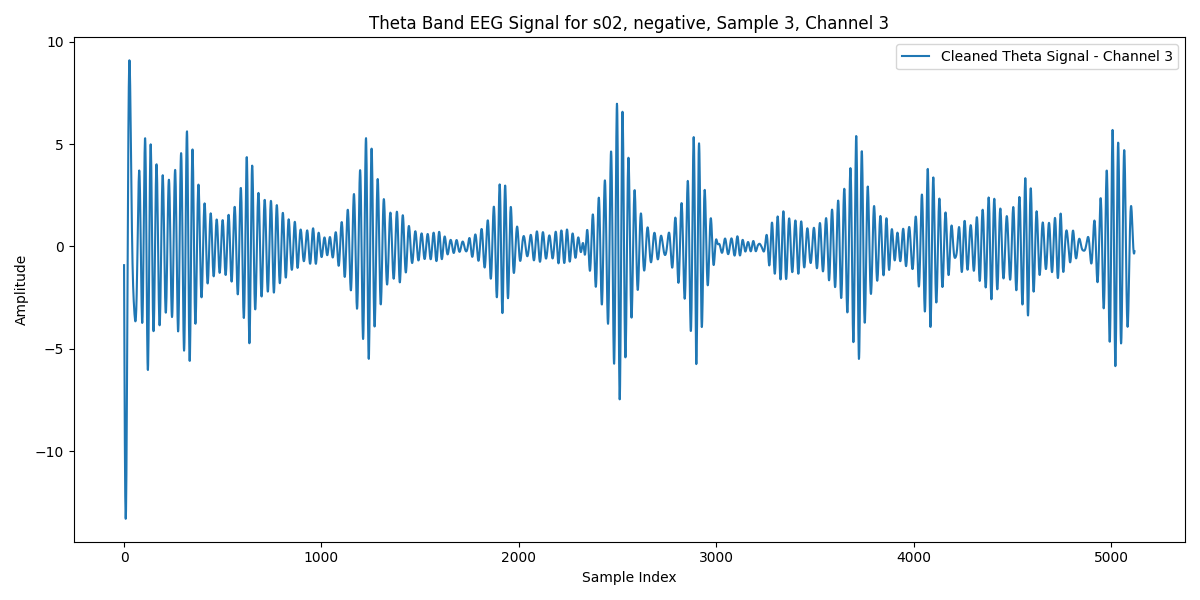 Theta Band EEG Signal for s02, negative, Sample 3, Channel 3
Cleaned Theta Signal - Channel 3
Amplitude
10
5
0
−5
−10
0 1000 2000 3000 4000 5000
Sample Index